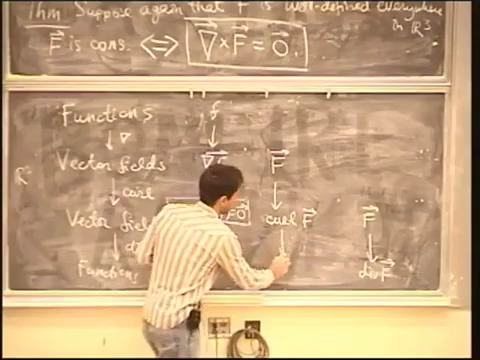 Thm Suppose again that F⃗ is well-defined everywhere in ℝ³
F⃗ is cons. ⟺ ∇⃗×F⃗ = 0⃗.
Functions f
↓ ∇ ↓
Vector fields F⃗
↓ curl ↓
Vector curl F⃗ F⃗
↓ ↓ ↓
Functions div F⃗